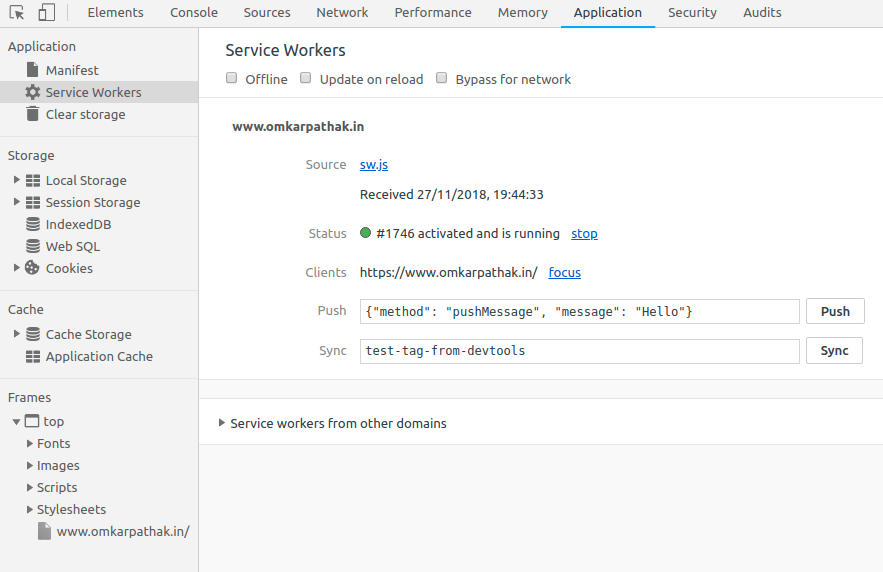 Elements Console Sources Network Performance Memory Application Security Audits
Application
Manifest
Service Workers
Clear storage
Storage
Local Storage
Session Storage
IndexedDB
Web SQL
Cookies
Cache
Cache Storage
Application Cache
Frames
top
Fonts
Images
Scripts
Stylesheets
www.omkarpathak.in/
Service Workers
Offline Update on reload Bypass for network
www.omkarpathak.in
Source sw.js
Received 27/11/2018, 19:44:33
Status #1746 activated and is running stop
Clients https://www.omkarpathak.in/ focus
Push {"method": "pushMessage", "message": "Hello"} Push
Sync test-tag-from-devtools Sync
Service workers from other domains